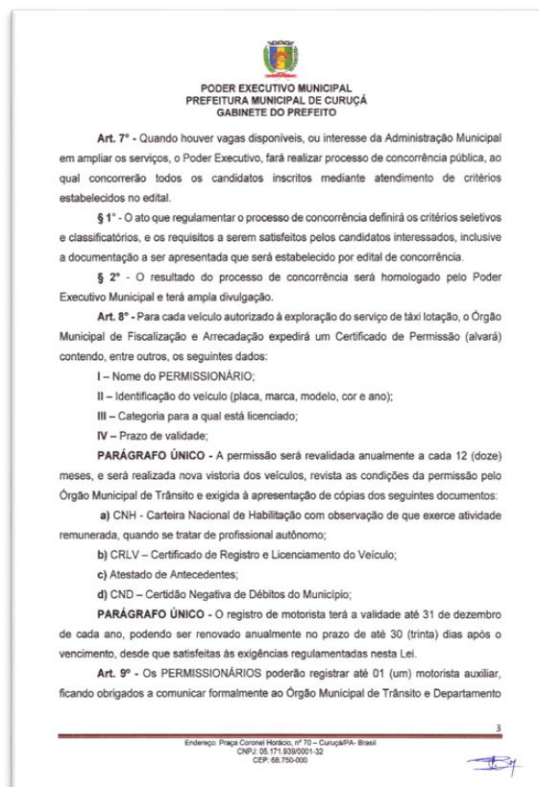 PODER EXECUTIVO MUNICIPAL
PREFEITURA MUNICIPAL DE CURUÇÁ
GABINETE DO PREFEITO
Art. 7° - Quando houver vagas disponíveis, ou interesse da Administração Municipal
em ampliar os serviços, o Poder Executivo, fará realizar processo de concorrência pública, ao
qual concorrerão todos os candidatos inscritos mediante atendimento de critérios
estabelecidos no edital.
§ 1° - O ato que regulamentar o processo de concorrência definirá os critérios seletivos
e classificatórios, e os requisitos a serem satisfeitos pelos candidatos interessados, inclusive
a documentação a ser apresentada que será estabelecido por edital de concorrência.
§ 2° - O resultado do processo de concorrência será homologado pelo Poder
Executivo Municipal e terá ampla divulgação.
Art. 8° - Para cada veículo autorizado à exploração do serviço de táxi lotação, o Órgão
Municipal de Fiscalização e Arrecadação expedirá um Certificado de Permissão (alvará)
contendo, entre outros, os seguintes dados:
I – Nome do PERMISSIONÁRIO;
II – Identificação do veículo (placa, marca, modelo, cor e ano);
III – Categoria para a qual está licenciado;
IV – Prazo de validade;
PARÁGRAFO ÚNICO - A permissão será revalidada anualmente a cada 12 (doze)
meses, e será realizada nova vistoria dos veículos, revista as condições da permissão pelo
Órgão Municipal de Trânsito e exigida à apresentação de cópias dos seguintes documentos:
a) CNH - Carteira Nacional de Habilitação com observação de que exerce atividade
remunerada, quando se tratar de profissional autônomo;
b) CRLV – Certificado de Registro e Licenciamento do Veículo;
c) Atestado de Antecedentes;
d) CND – Certidão Negativa de Débitos do Município;
PARÁGRAFO ÚNICO - O registro de motorista terá a validade até 31 de dezembro
de cada ano, podendo ser renovado anualmente no prazo de até 30 (trinta) dias após o
vencimento, desde que satisfeitas às exigências regulamentadas nesta Lei.
Art. 9º - Os PERMISSIONÁRIOS poderão registrar até 01 (um) motorista auxiliar,
ficando obrigados a comunicar formalmente ao Órgão Municipal de Trânsito e Departamento
3
Endereço: Praça Coronel Horácio, nº 70 – Curuçá/PA- Brasil
CNPJ: 05.171.939/0001-32
CEP: 68.750-000